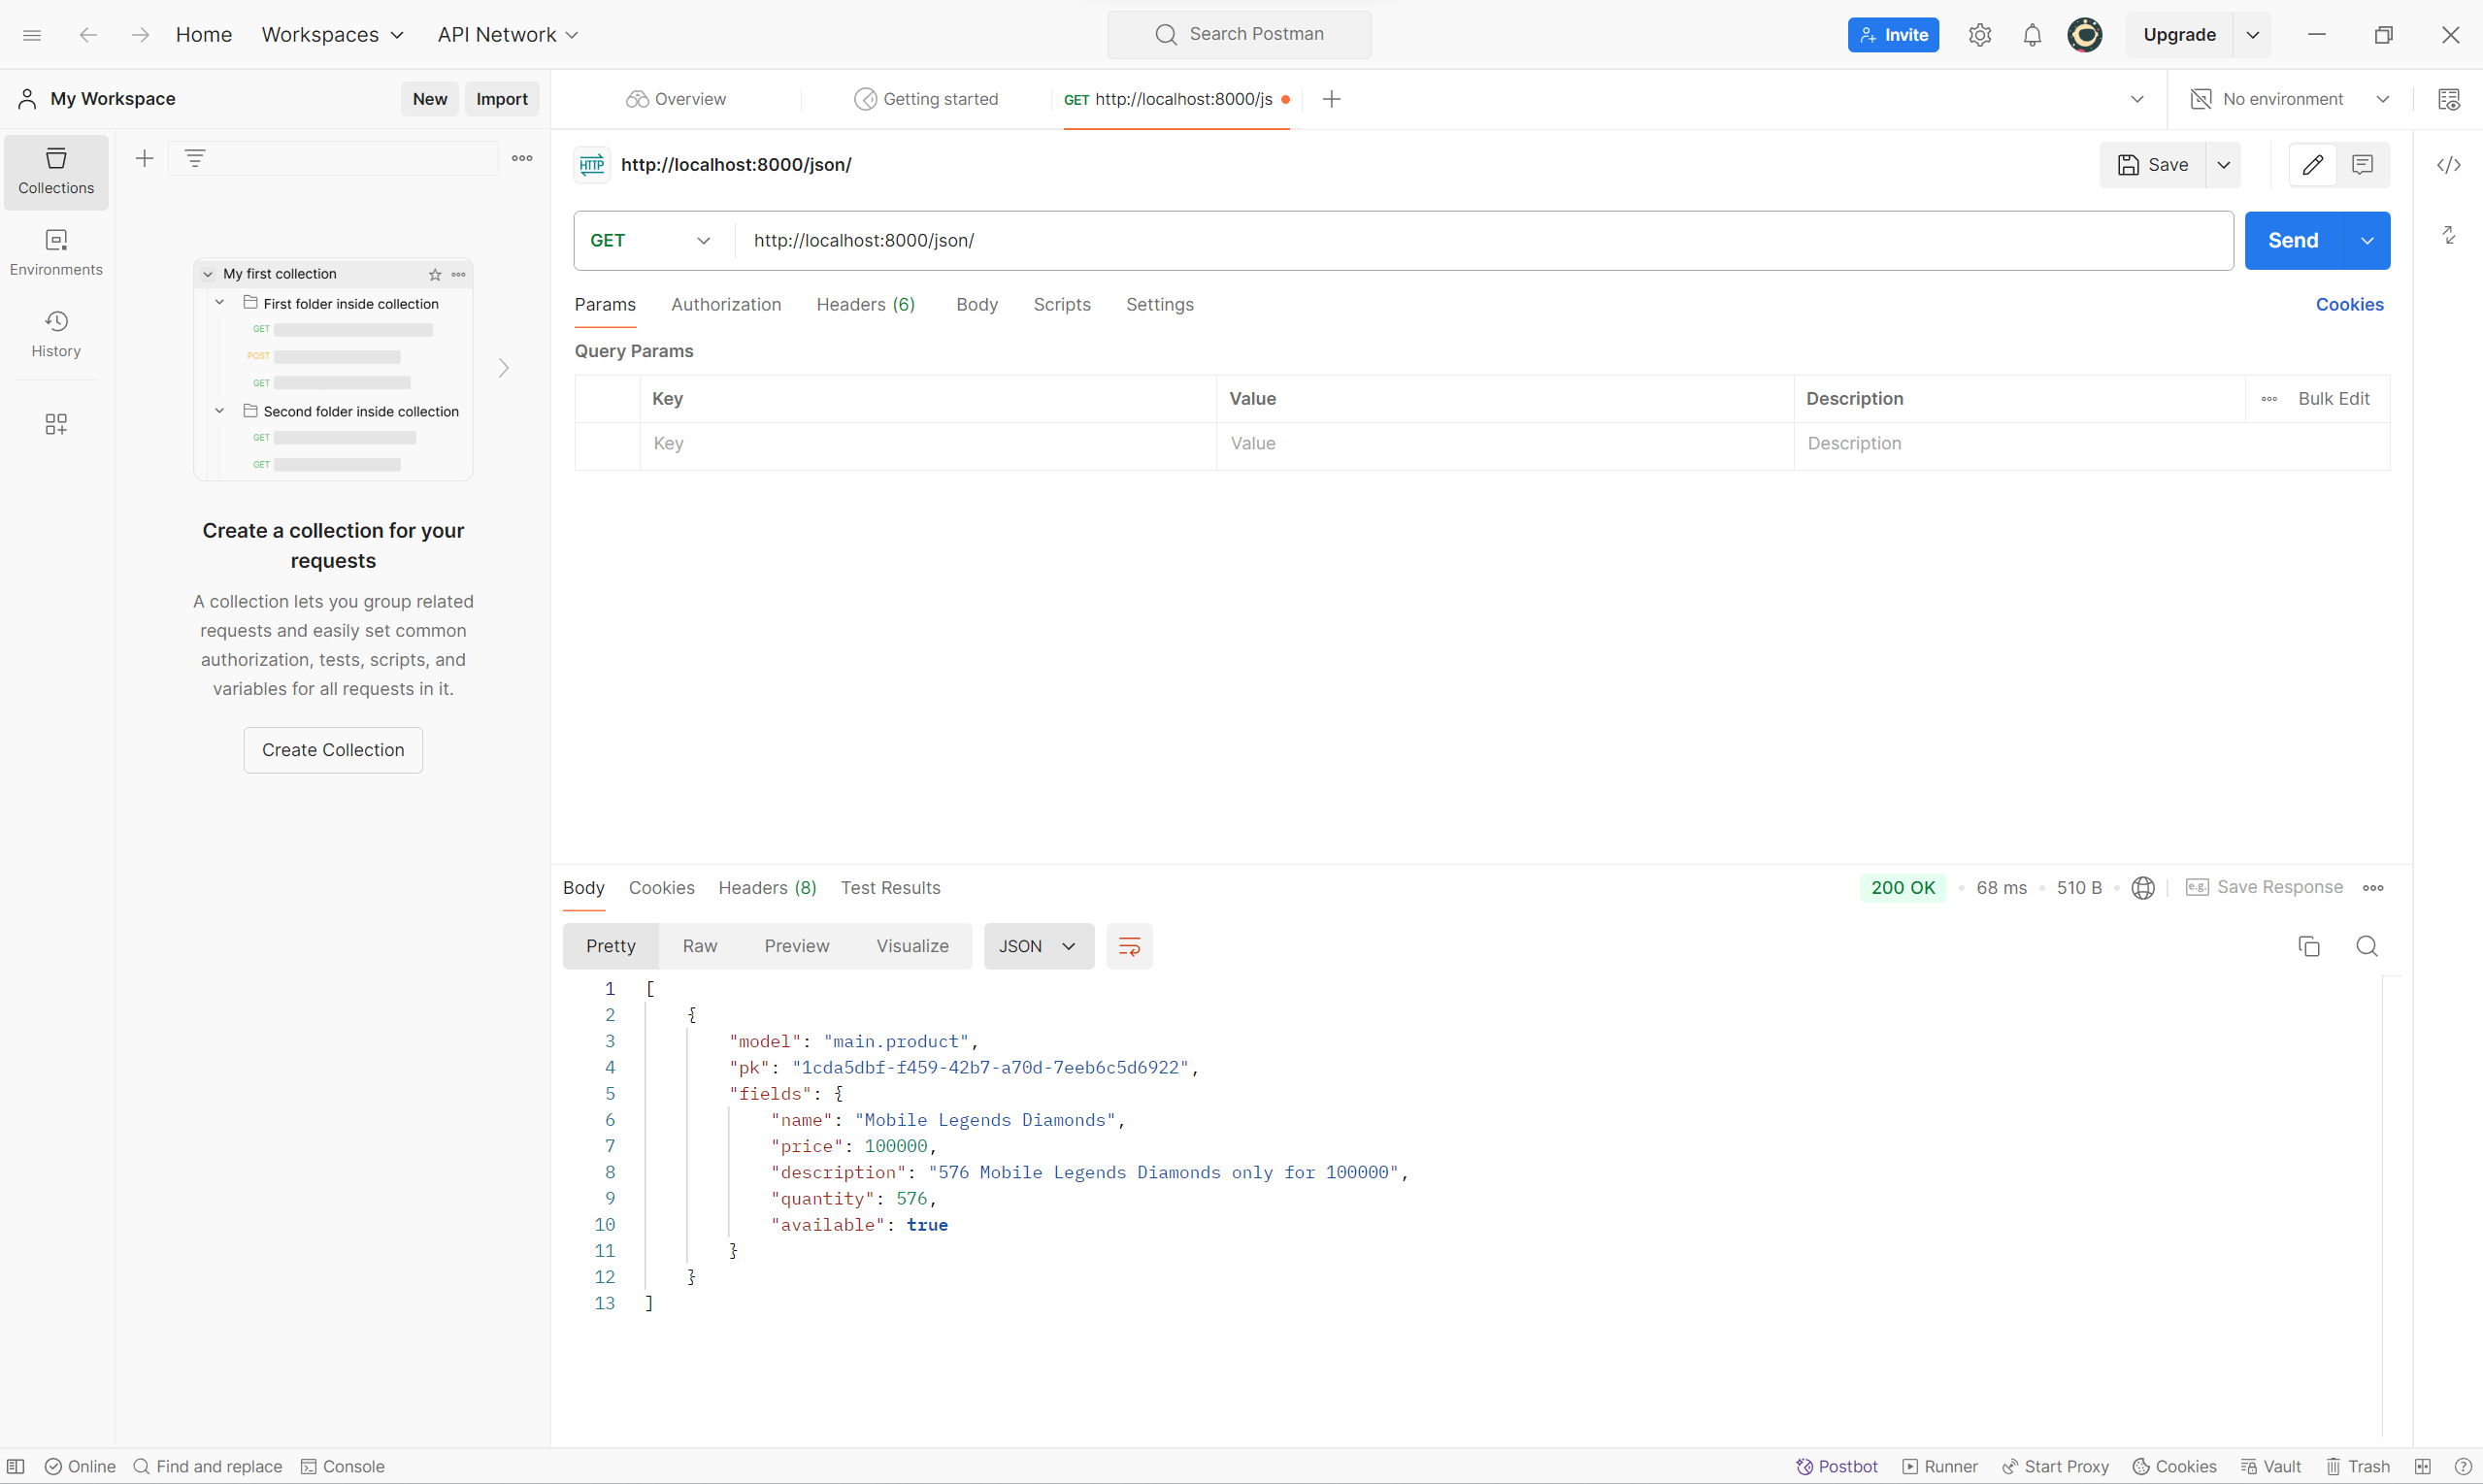 Home Workspaces API Network Search Postman Invite Upgrade
My Workspace New Import Overview Getting started GET http://localhost:8000/js No environment
Collections
Environments
History
My first collection
First folder inside collection
GET
POST
GET
Second folder inside collection
GET
GET
Create a collection for your
requests
A collection lets you group related
requests and easily set common
authorization, tests, scripts, and
variables for all requests in it.
Create Collection
HTTP http://localhost:8000/json/ Save
GET http://localhost:8000/json/ Send
Params Authorization Headers (6) Body Scripts Settings Cookies
Query Params
Key Value Description Bulk Edit
Key Value Description
Body Cookies Headers (8) Test Results 200 OK 68 ms 510 B e.g. Save Response
Pretty Raw Preview Visualize JSON
1 [
2 {
3 "model": "main.product",
4 "pk": "1cda5dbf-f459-42b7-a70d-7eeb6c5d6922",
5 "fields": {
6 "name": "Mobile Legends Diamonds",
7 "price": 100000,
8 "description": "576 Mobile Legends Diamonds only for 100000",
9 "quantity": 576,
10 "available": true
11 }
12 }
13 ]
Online Find and replace Console Postbot Runner Start Proxy Cookies Vault Trash